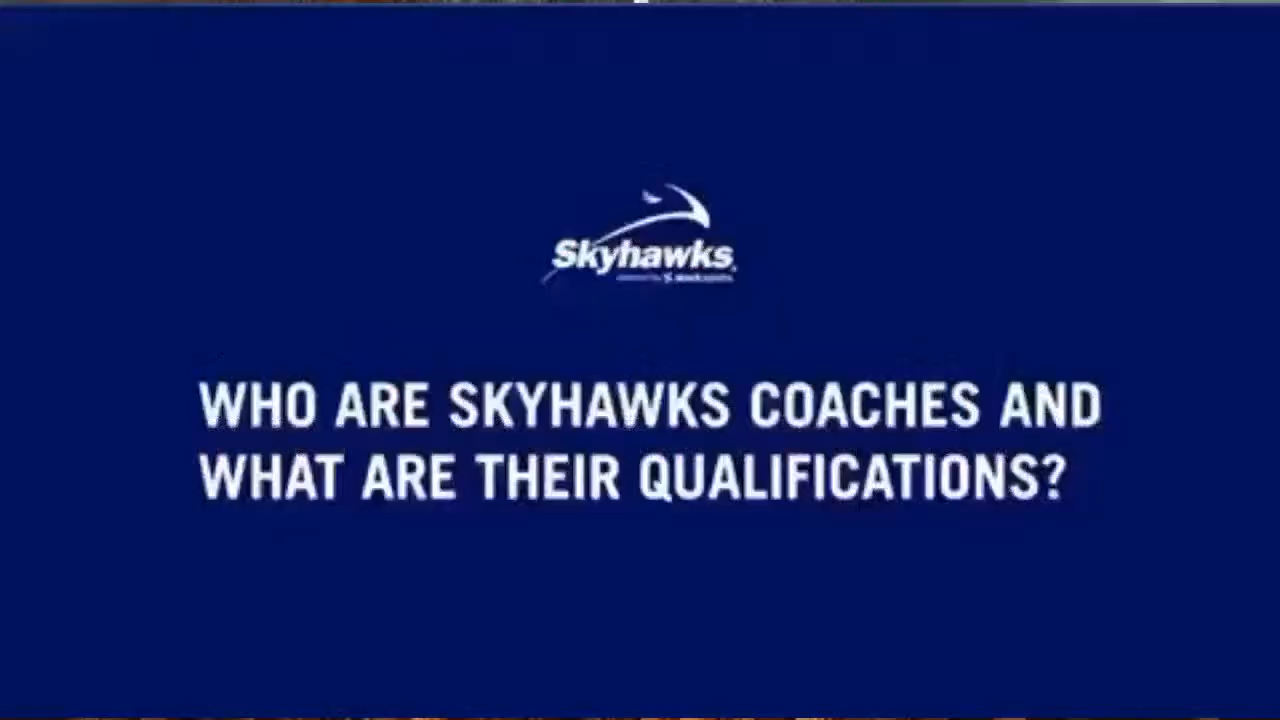 Skyhawks
WHO ARE SKYHAWKS COACHES AND
WHAT ARE THEIR QUALIFICATIONS?